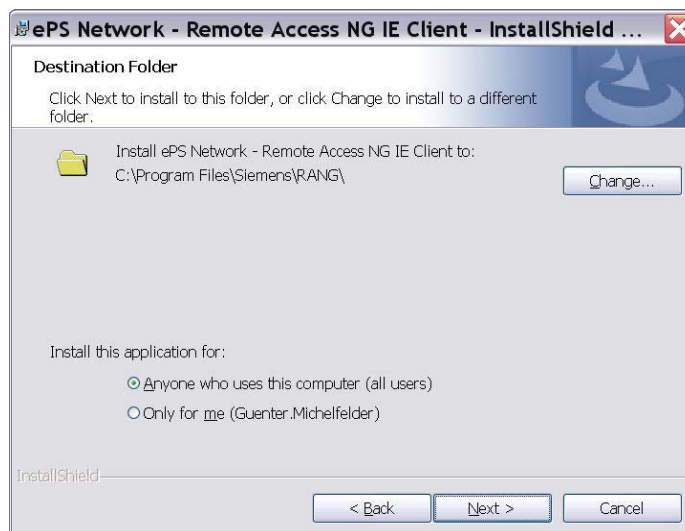 ePS Network - Remote Access NG IE Client - InstallShield ...
Destination Folder
Click Next to install to this folder, or click Change to install to a different
folder.
Install ePS Network - Remote Access NG IE Client to:
C:\Program Files\Siemens\RANG\
Change...
Install this application for:
Anyone who uses this computer (all users)
Only for me (Guenter.Michelfelder)
InstallShield
< Back
Next >
Cancel